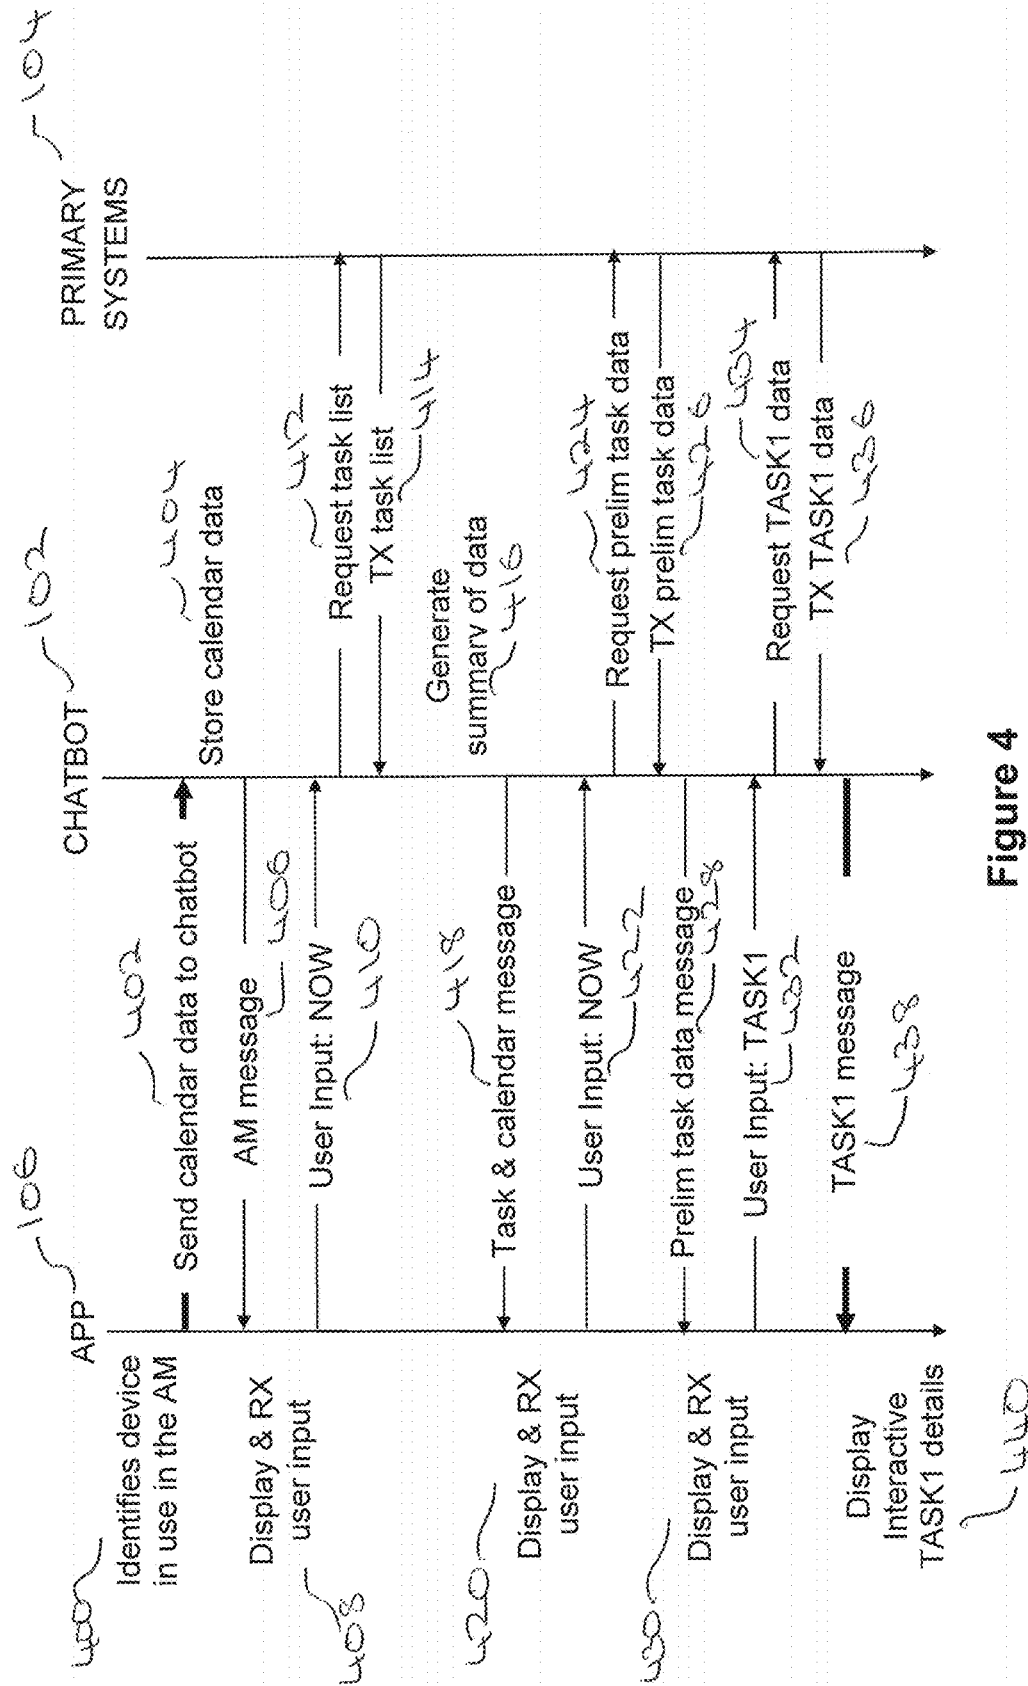 APP
106
CHATBOT
102
PRIMARY
SYSTEMS
104
400
Identifies device
in use in the AM
402
Send calendar data to chatbot
404
Store calendar data
AM message
406
Display & RX
user input
408
User Input: NOW
410
412
Request task list
TX task list
414
Generate
summary of data
416
418
Task & calendar message
420
Display & RX
user input
User Input: NOW
422
424
Request prelim task data
TX prelim task data
426
Prelim task data message
428
430
Display & RX
user input
User Input: TASK1
432
434
Request TASK1 data
TX TASK1 data
436
TASK1 message
438
Display
Interactive
TASK1 details
440
Figure 4